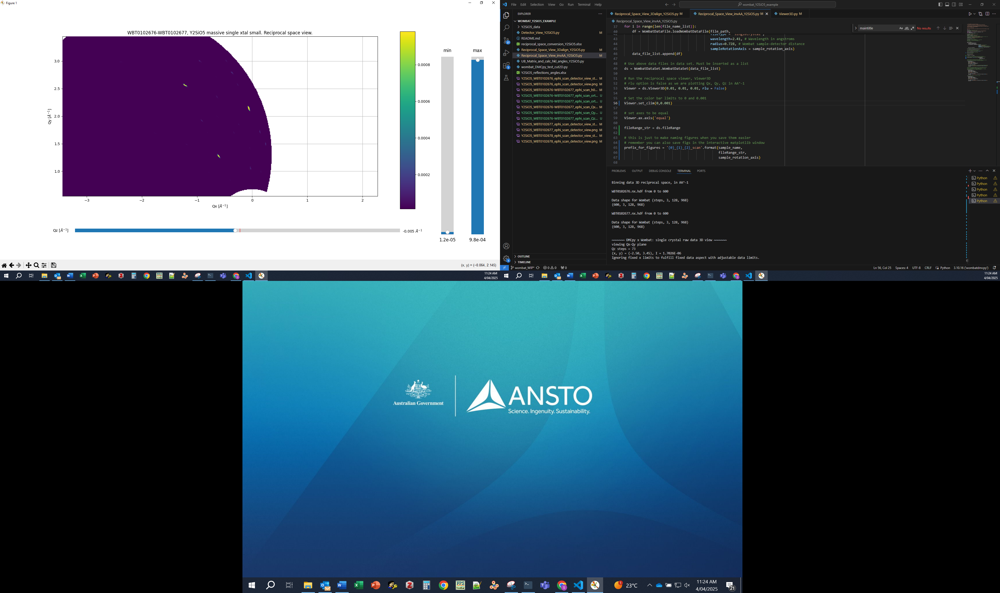 Figure 1
WBT0102676-WBT0102677, Y2SiO5 massive single xtal small. Reciprocal space view.
3.0
2.5
2.0
1.5
1.0
Qy [Å⁻¹]
−3
−2
−1
0
1
2
Qx [Å⁻¹]
0.0008
0.0006
0.0004
0.0002
min
max
1.2e-05
9.8e-04
Qz [Å⁻¹]
-0.005 Å⁻¹
(x, y) = (−0.064, 2.145)
11:24 AM
4/04/2025
File Edit Selection View Go Run Terminal Help
wombat_Y2SiO5_example
EXPLORER
WOMBAT_Y2SIO5_EXAMPLE
Y2SiO5_data
Detector_View_Y2SiO5.py M
README.md
reciprocal_space_conversion_Y2SiO5.xlsx
Reciprocal_Space_View_3Dalign_Y2SiO5.py M
Reciprocal_Space_View_invAA_Y2SiO5.py M
UB_Matrix_and_calc_hkl_angles_Y2SiO5.py
wombat_DMCpy_test_cut2D.py
Y2SiO5_reflections_angles.xlsx
Y2SiO5_WBT0102676_ephi_scan_detector_view_st... M
Y2SiO5_WBT0102676_ephi_scan_detector_view.png M
Y2SiO5_WBT0102676-WBT0102677_ephi_scan_h0... M
Y2SiO5_WBT0102676-WBT0102677_ephi_scan_ort... U
Y2SiO5_WBT0102676-WBT0102677_ephi_scan_ort... U
Y2SiO5_WBT0102676-WBT0102677_ephi_scan_Qx... M
Y2SiO5_WBT0102676-WBT0102677_ephi_scan_Qy... U
Y2SiO5_WBT0102676-WBT0102677_ephi_scan_Qz... U
Y2SiO5_WBT0102677_ephi_scan_detector_view_st... M
Y2SiO5_WBT0102677_ephi_scan_detector_view.png M
Y2SiO5_WBT0102678_ephi_scan_detector_view_st... M
Y2SiO5_WBT0102678_ephi_scan_detector_view.png M
OUTLINE
TIMELINE
Reciprocal_Space_View_3Dalign_Y2SiO5.py M
Reciprocal_Space_View_invAA_Y2SiO5.py M
Viewer3D.py M
Reciprocal_Space_View_invAA_Y2SiO5.py
maintitle
No results
37 for i in range(len(file_name_list)):
40 df = WombatDataFile.loadWombatDataFile(file_path,
43 wavelength=2.41, # Wavelength in angstroms
44 radius=0.728, # Wombat sample-detector distance
45 sampleRotationAxis = sample_rotation_axis)
46 data_file_list.append(df)
47
48 # Use above data files in data set. Must be inserted as a list
49 ds = WombatDataSet.WombatDataSet(data_file_list)
50
51 # Run the reciprocal space viewer, Viewer3D
52 # rlu option is false as we are plotting Qx, Qy, Qz in AA^-1
53 Viewer = ds.Viewer3D(0.01, 0.01, 0.01, rlu = False)
54
55 # Set the color bar limits to 0 and 0.001
56 Viewer.set_clim(0,0.001)
57
58 # set axes to be equal
59 Viewer.ax.axis('equal')
60
61 fileRange_str = ds.fileRange
62
63 # this is just to make naming figures when you save them easier
64 # remember you can also save figs in the interactive matplotlib window
65 prefix_for_figures = '{0}_{1}_{2}_scan'.format(sample_name,
66 fileRange_str,
67 sample_rotation_axis)
68
PROBLEMS OUTPUT DEBUG CONSOLE TERMINAL PORTS
Binning data 3D reciprocal space, in AA^-1
WBT0102676.nx.hdf from 0 to 600
Data shape for Wombat (steps, 3, 128, 968)
(600, 3, 128, 968)
WBT0102677.nx.hdf from 0 to 600
Data shape for Wombat (steps, 3, 128, 968)
(600, 3, 128, 968)
~~~~~~~ DMCpy x Wombat: single crystal raw data 3D view ~~~~~~~
viewing Qx-Qy plane
Qz steps = 73
(x, y) = (−2.50, 3.45), I = 1.7026E-06
Ignoring fixed x limits to fulfill fixed data aspect with adjustable data limits.
Python
Python
Python
Python
Python
wombat_WIP* 0 0 0
Ln 56, Col 25 Spaces: 4 UTF-8 CRLF Python 3.10.16 ('wombatdmcpy')
11:24 AM
4/04/2025
Australian Government
ANSTO
Science. Ingenuity. Sustainability.
23°C
11:24 AM
4/04/2025
21